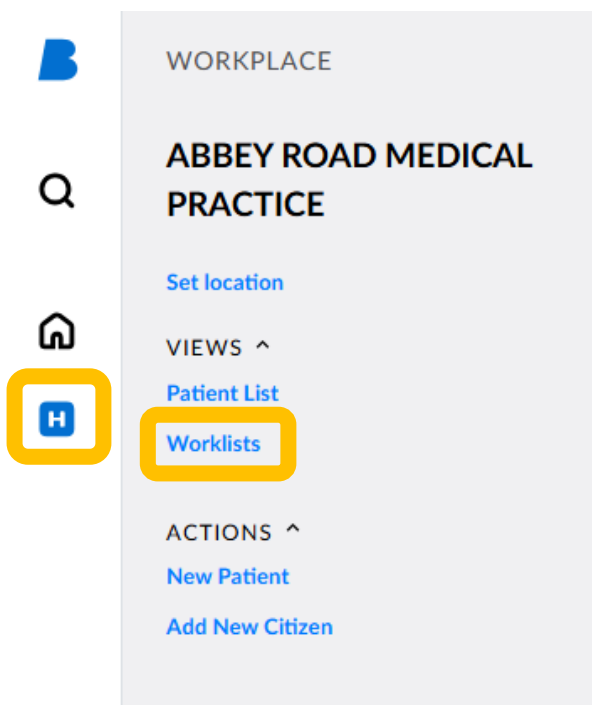 B
WORKPLACE
ABBEY ROAD MEDICAL
PRACTICE
Set location
VIEWS ^
Patient List
H
Worklists
ACTIONS ^
New Patient
Add New Citizen